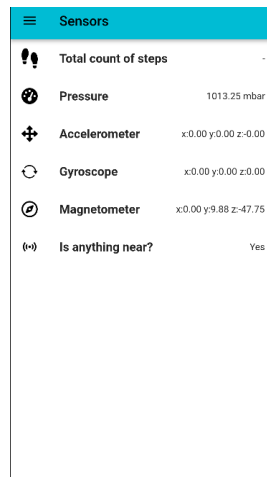 Sensors
Total count of steps -
Pressure 1013.25 mbar
Accelerometer x:0.00 y:0.00 z:-0.00
Gyroscope x:0.00 y:0.00 z:0.00
Magnetometer x:0.00 y:9.88 z:-47.75
Is anything near? Yes